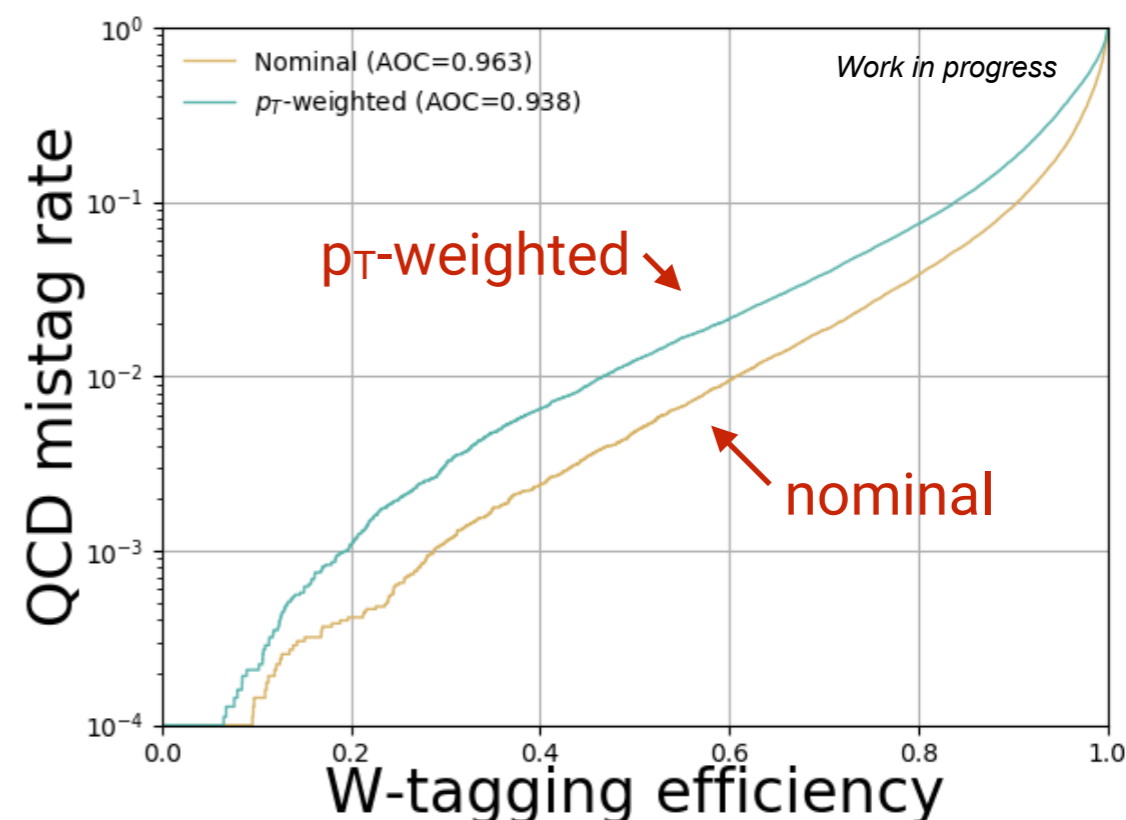 10⁰
Nominal (AOC=0.963)
Work in progress
pT-weighted (AOC=0.938)
10⁻¹
pT-weighted
10⁻²
nominal
10⁻³
10⁻⁴
QCD mistag rate
0.0 0.2 0.4 0.6 0.8 1.0
W-tagging efficiency